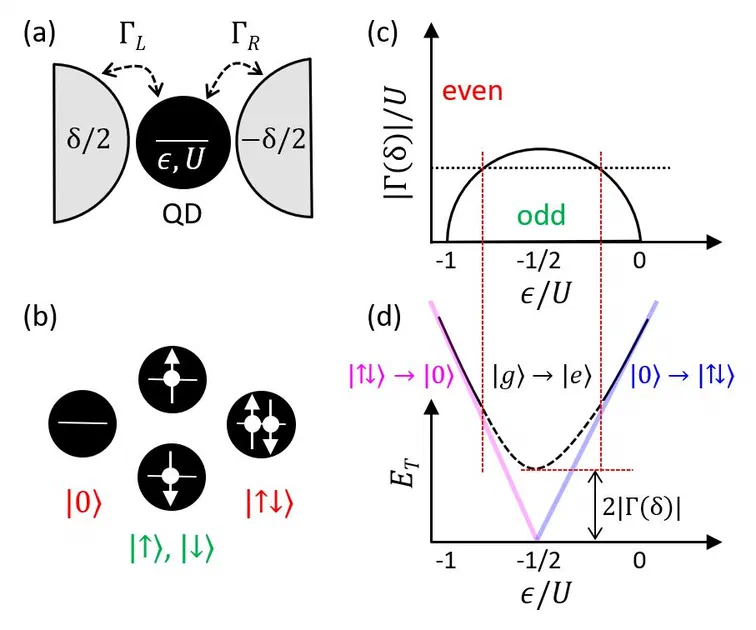 (a)
Γ_L Γ_R
δ/2 ϵ, U −δ/2
QD
(b)
|0⟩ |↑↓⟩
|↑⟩, |↓⟩
(c)
|Γ(δ)|/U
even
odd
-1 -1/2 0
ϵ/U
(d)
|↑↓⟩ → |0⟩ |g⟩ → |e⟩ |0⟩ → |↑↓⟩
E_T
2|Γ(δ)|
-1 -1/2 0
ϵ/U